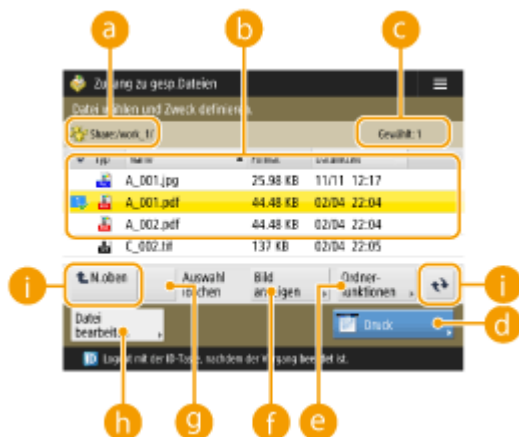 a b c
Zugang zu gesp.Dateien
Datei wählen und Zweck definieren.
Share:/work_1/ Gewählt: 1
Typ Name Format Datum/Zeit
A_001.jpg 25.98 KB 11/11 12:17
A_001.pdf 44.48 KB 02/04 22:04
A_002.pdf 44.48 KB 02/04 22:04
C_002.tif 137 KB 02/04 22:05
i N.oben Auswahl löschen Bild anzeigen Ordner-funktionen i
Datei bearbeit... Druck d
ID Logout mit der ID-Taste, nachdem der Vorgang beendet ist.
h g f e